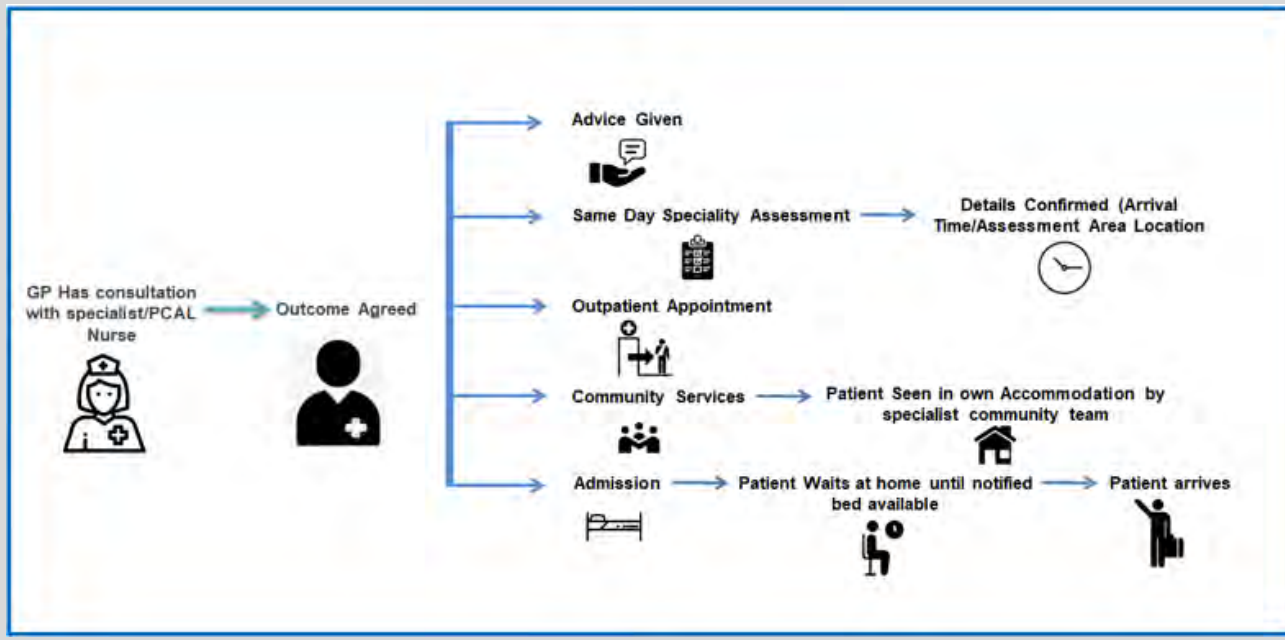 GP Has consultation
with specialist/PCAL
Nurse
Outcome Agreed
Advice Given
Same Day Speciality Assessment
Details Confirmed (Arrival
Time/Assessment Area Location
Outpatient Appointment
Community Services
Patient Seen in own Accommodation by
specialist community team
Admission
Patient Waits at home until notified
bed available
Patient arrives